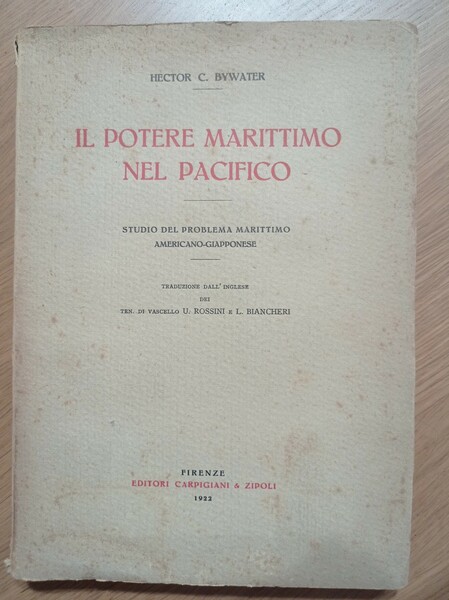 HECTOR C. BYWATER
IL POTERE MARITTIMO
NEL PACIFICO
STUDIO DEL PROBLEMA MARITTIMO
AMERICANO-GIAPPONESE
TRADUZIONE DALL'INGLESE
DEI
TEN. DI VASCELLO U. ROSSINI E L. BIANCHERI
FIRENZE
EDITORI CARPIGIANI & ZIPOLI
1922